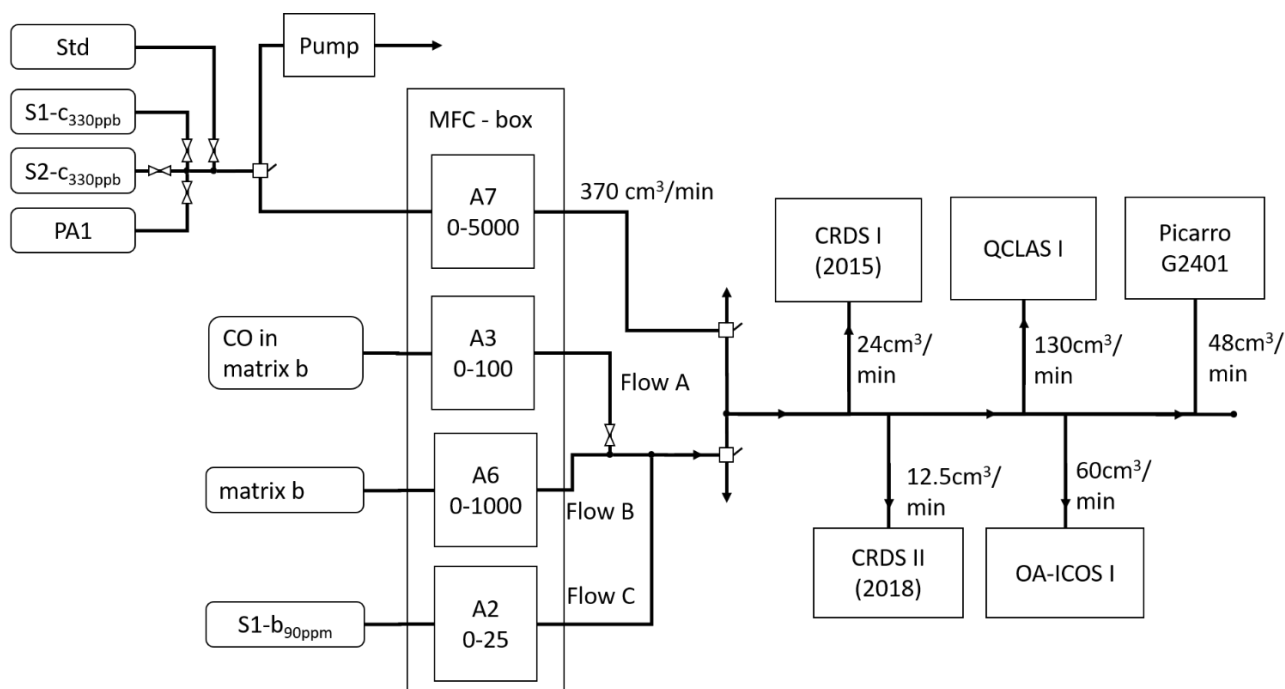 Std
Pump
S1-c330ppb
MFC - box
S2-c330ppb
PA1
A7
0-5000
370 cm³/min
CRDS I
(2015)
QCLAS I
Picarro
G2401
CO in
matrix b
A3
0-100
Flow A
24cm³/
min
130cm³/
min
48cm³/
min
matrix b
A6
0-1000
Flow B
12.5cm³/
min
60cm³/
min
CRDS II
(2018)
OA-ICOS I
S1-b90ppm
A2
0-25
Flow C